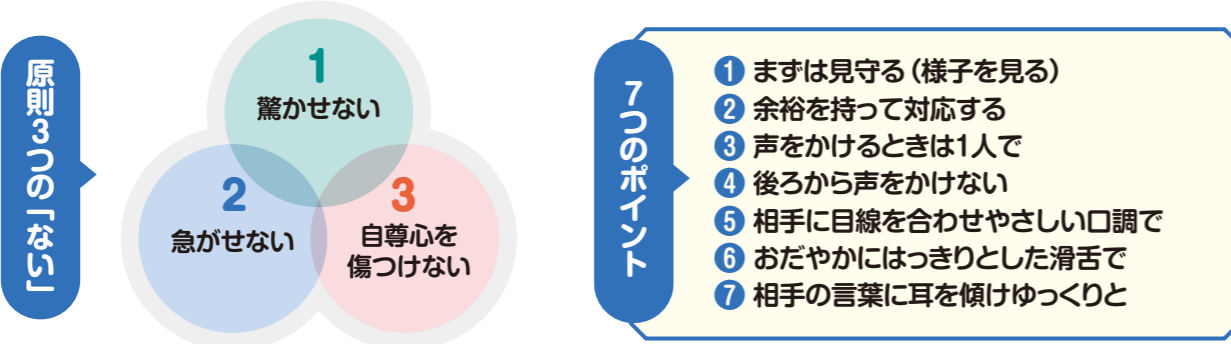 原則3つの「ない」
1
驚かせない
2
急がせない
3
自尊心を
傷つけない
7つのポイント
1 まずは見守る（様子を見る）
2 余裕を持って対応する
3 声をかけるときは1人で
4 後ろから声をかけない
5 相手に目線を合わせやさしい口調で
6 おだやかにはっきりとした滑舌で
7 相手の言葉に耳を傾けゆっくりと